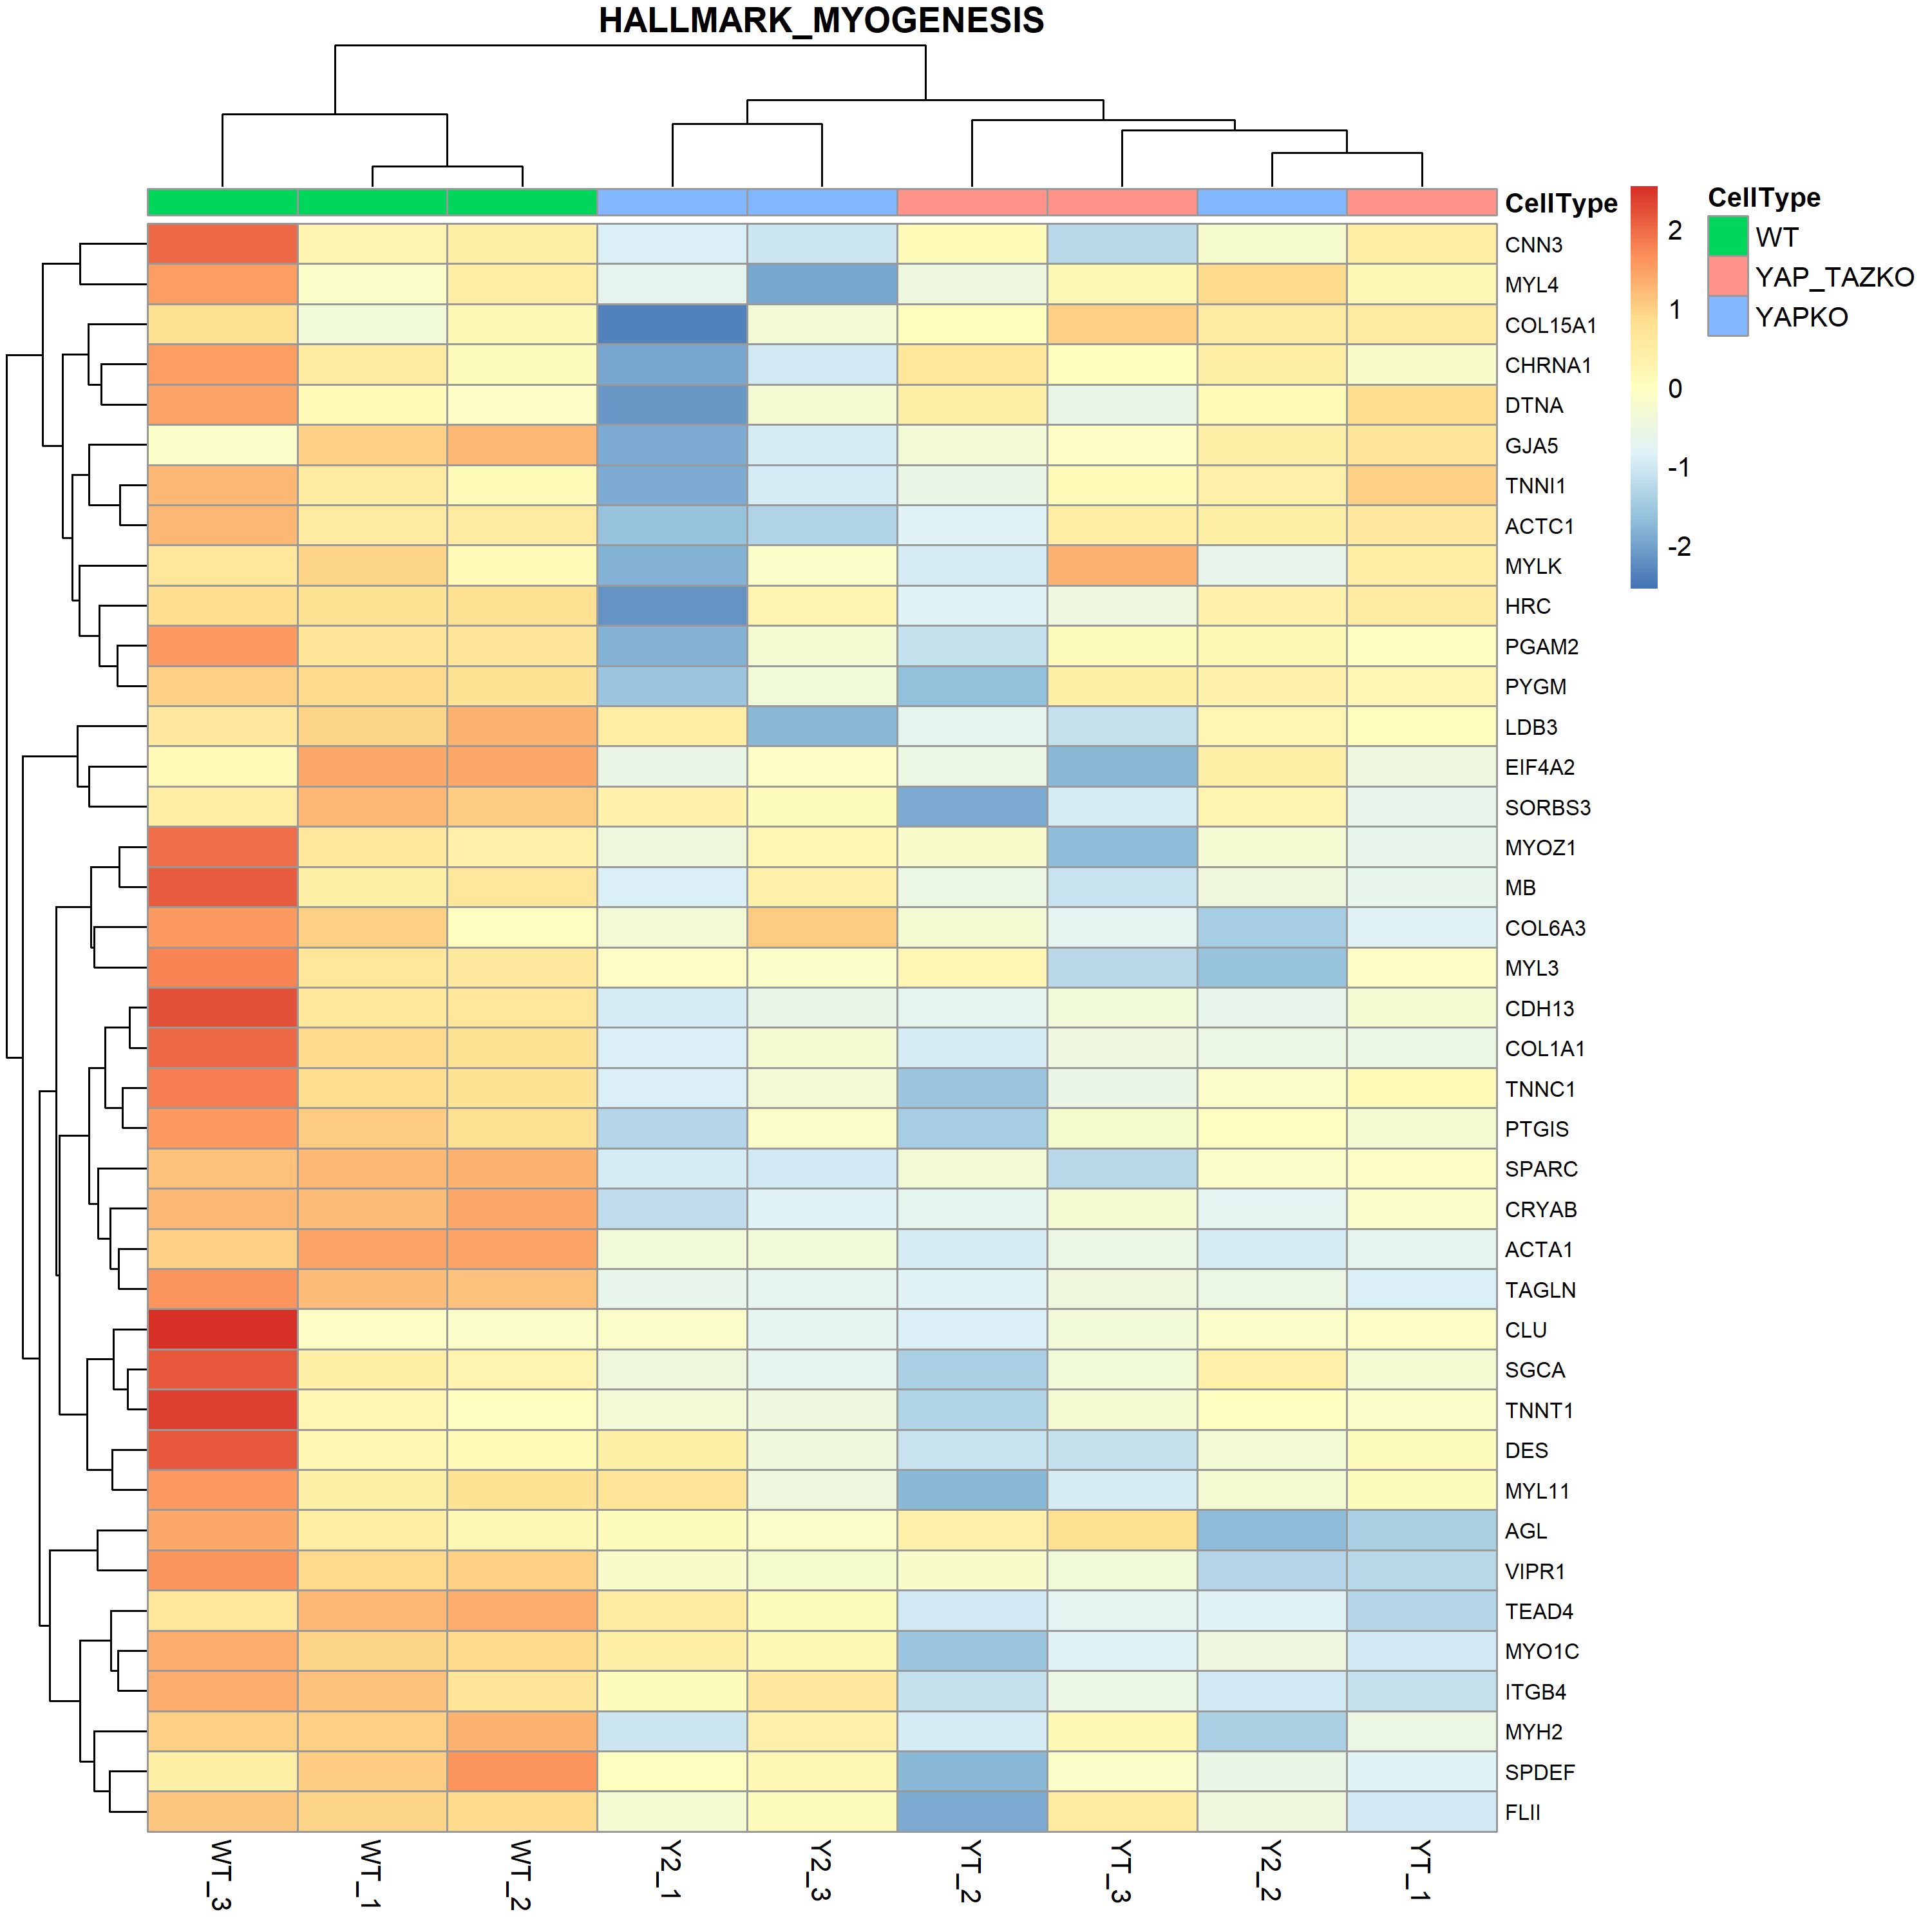 HALLMARK_MYOGENESIS
CellType
2
1
0
-1
-2
CellType
WT
YAP_TAZKO
YAPKO
CNN3
MYL4
COL15A1
CHRNA1
DTNA
GJA5
TNNI1
ACTC1
MYLK
HRC
PGAM2
PYGM
LDB3
EIF4A2
SORBS3
MYOZ1
MB
COL6A3
MYL3
CDH13
COL1A1
TNNC1
PTGIS
SPARC
CRYAB
ACTA1
TAGLN
CLU
SGCA
TNNT1
DES
MYL11
AGL
VIPR1
TEAD4
MYO1C
ITGB4
MYH2
SPDEF
FLII
WT_3
WT_1
WT_2
Y2_1
Y2_3
YT_2
YT_3
Y2_2
YT_1